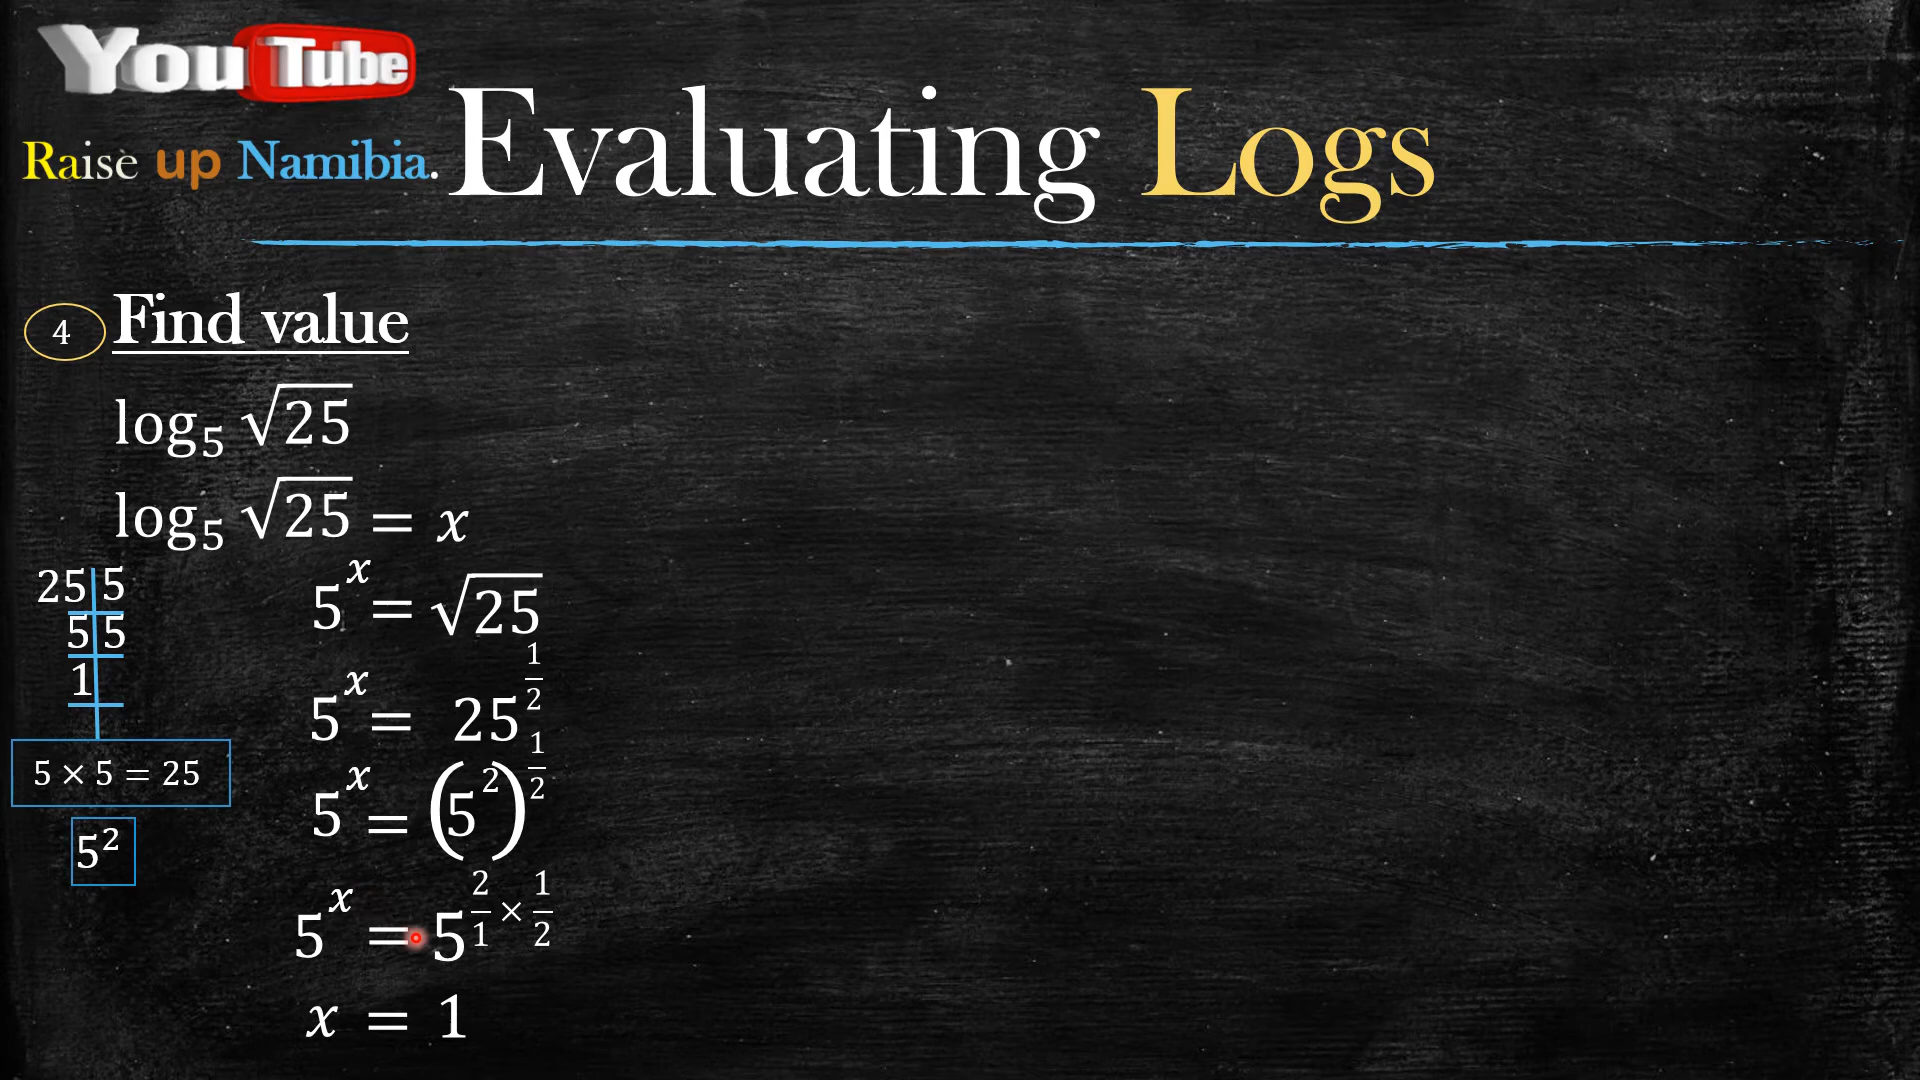 YouTube
Raise up Namibia.
Evaluating Logs
4 Find value
log₅ √25
log₅ √25 = x
25 5
5 5
1
5 × 5 = 25
5²
5ˣ = √25
5ˣ = 25^(1/2)
5ˣ = (5²)^(1/2)
5ˣ = 5^(2/1 × 1/2)
x = 1